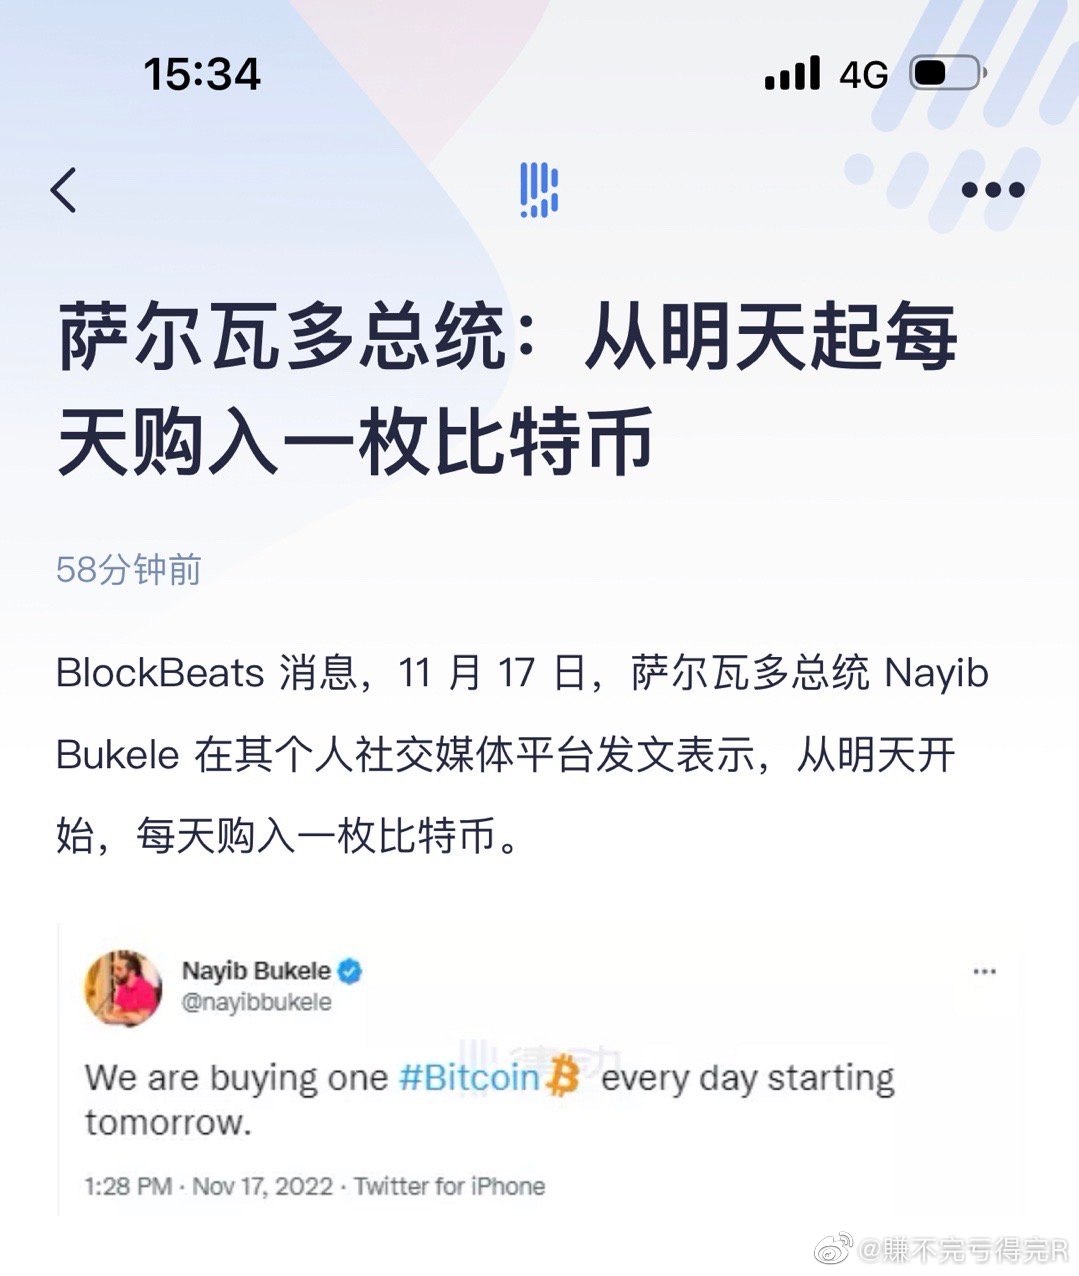 15:34
4G
萨尔瓦多总统：从明天起每
天购入一枚比特币
58分钟前
BlockBeats 消息，11 月 17 日，萨尔瓦多总统 Nayib
Bukele 在其个人社交媒体平台发文表示，从明天开
始，每天购入一枚比特币。
Nayib Bukele
@nayibbukele
律动
We are buying one #Bitcoin every day starting
tomorrow.
1:28 PM · Nov 17, 2022 · Twitter for iPhone
@賺不完亏得完R